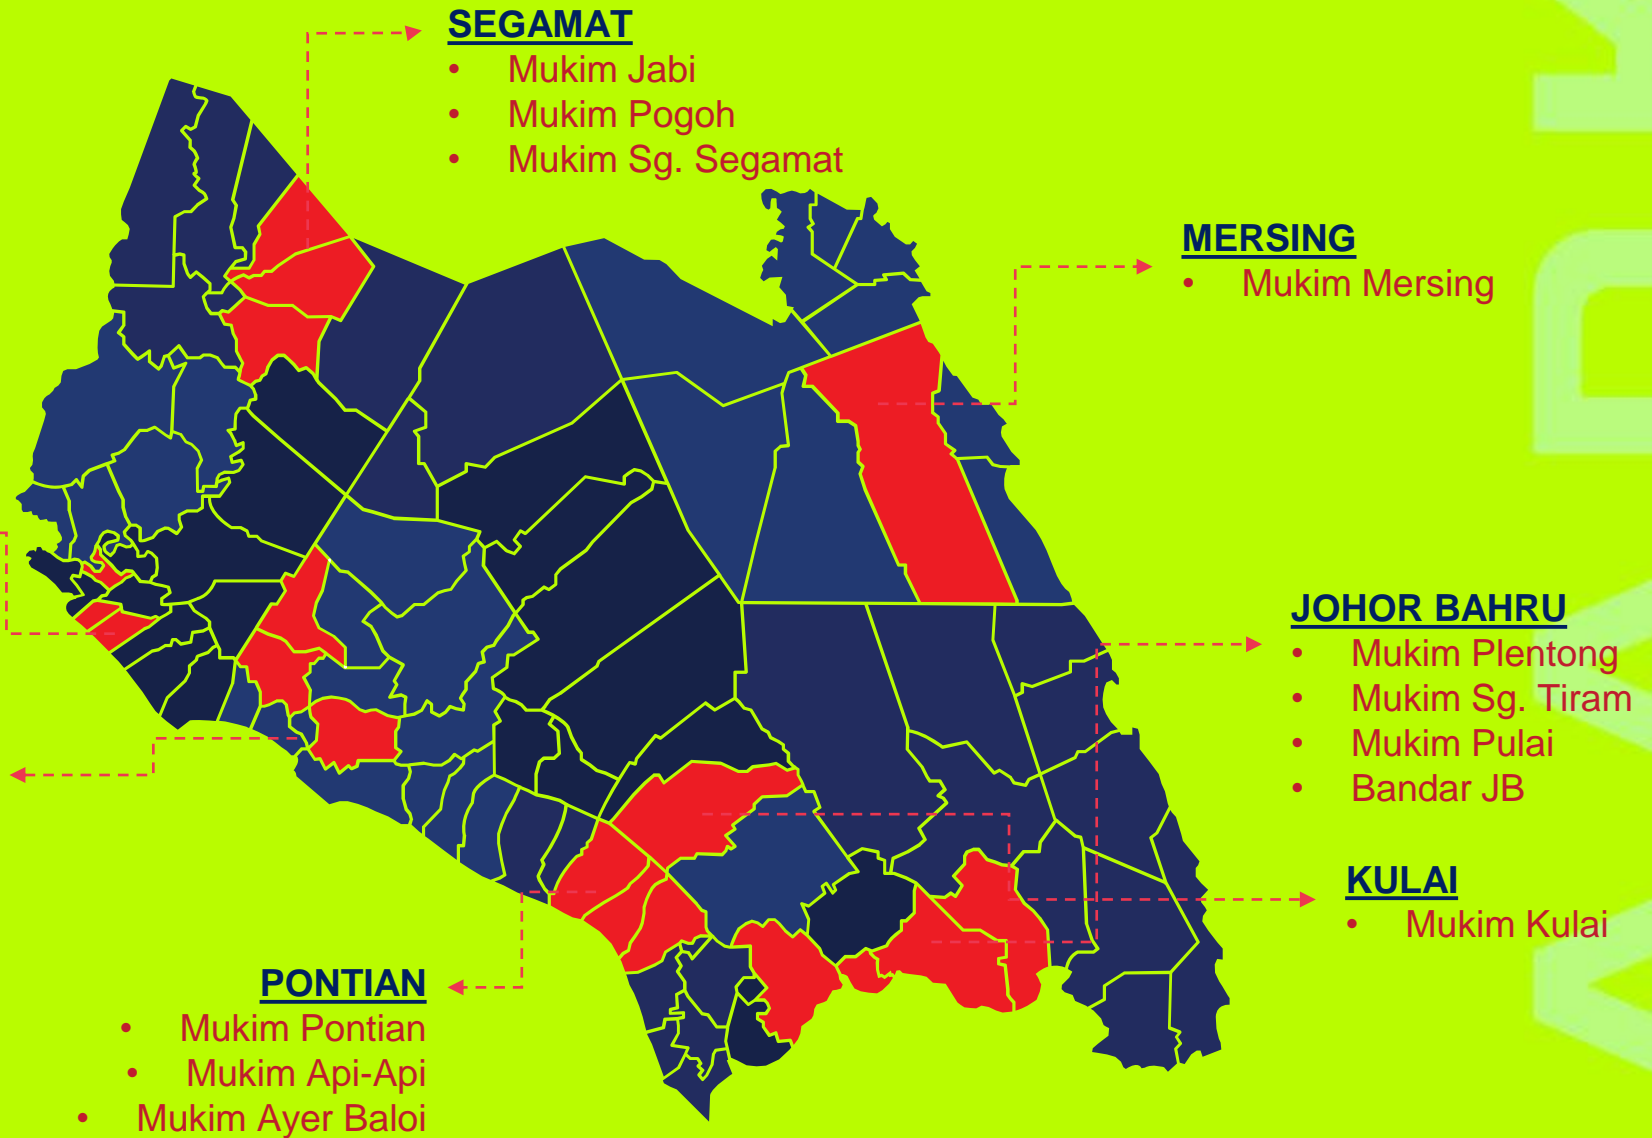 SEGAMAT
• Mukim Jabi
• Mukim Pogoh
• Mukim Sg. Segamat
MERSING
• Mukim Mersing
JOHOR BAHRU
• Mukim Plentong
• Mukim Sg. Tiram
• Mukim Pulai
• Bandar JB
KULAI
• Mukim Kulai
PONTIAN
• Mukim Pontian
• Mukim Api-Api
• Mukim Ayer Baloi